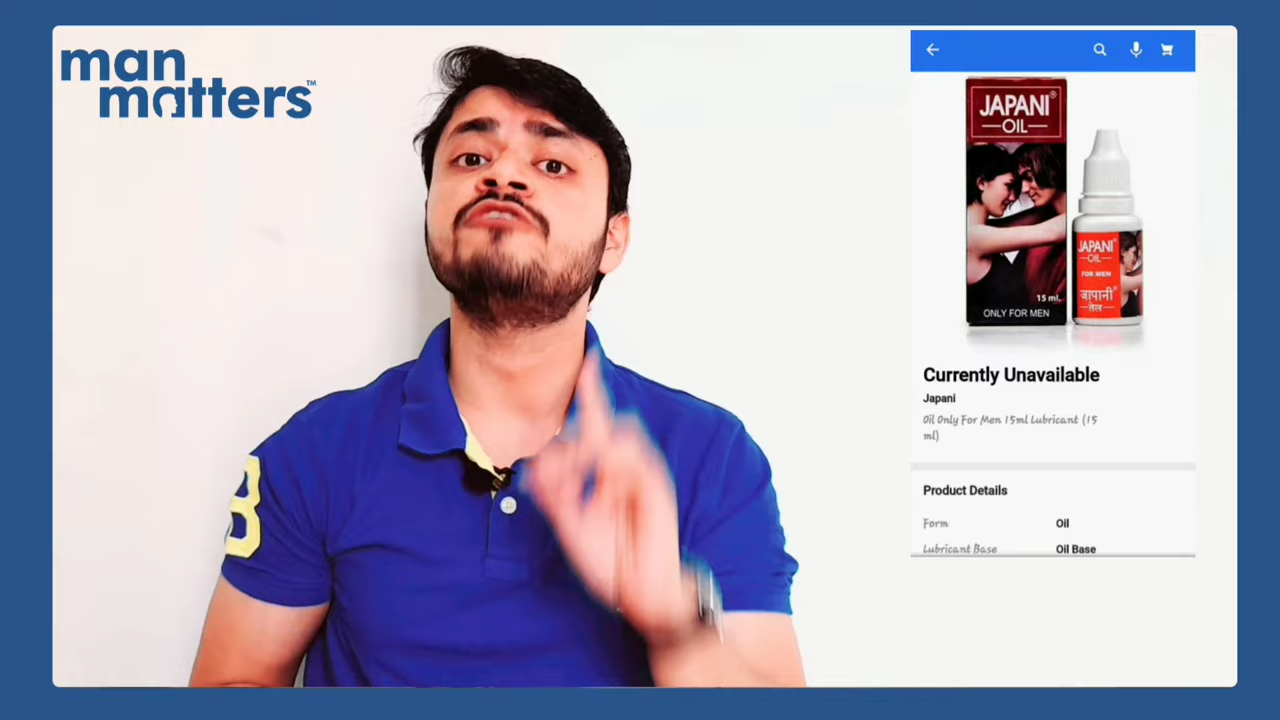 man
matters™
JAPANI®
OIL
15 ml.
ONLY FOR MEN
JAPANI®
OIL
FOR MEN
जापानी®
तेल
Currently Unavailable
Japani
Oil Only For Men 15ml Lubricant (15
ml)
Product Details
Form Oil
Lubricant Base Oil Base
8